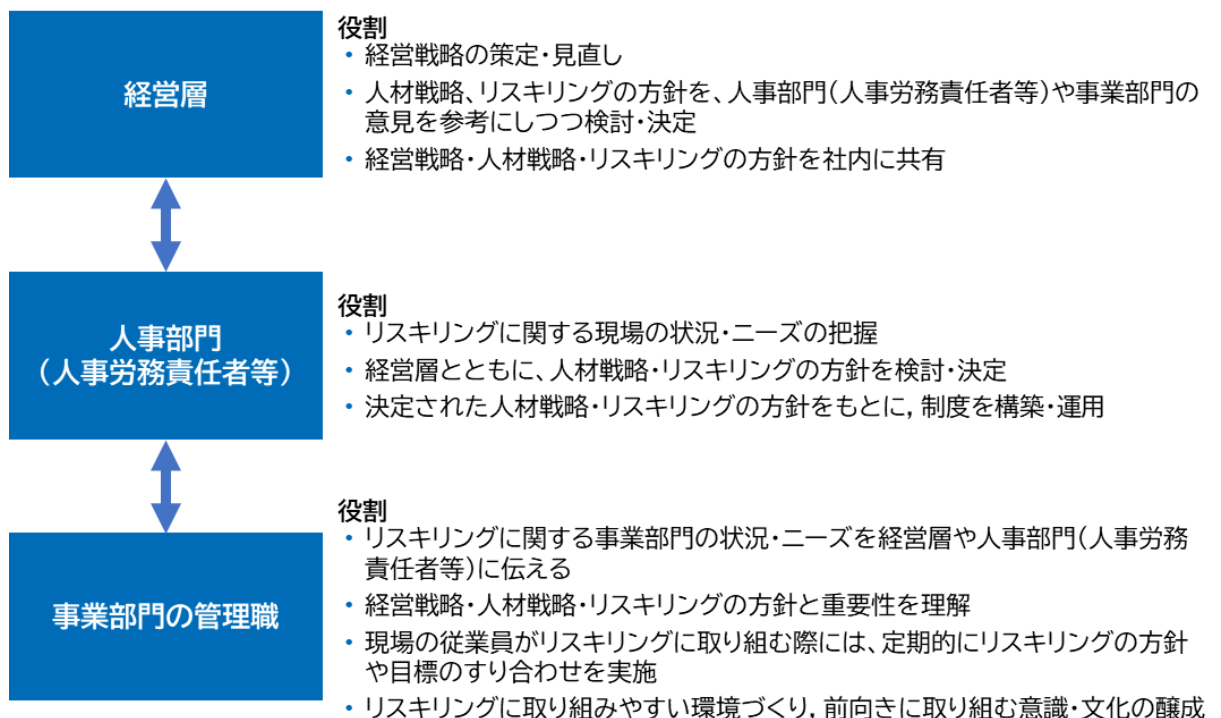 経営層
役割
• 経営戦略の策定・見直し
• 人材戦略、リスキリングの方針を、人事部門(人事労務責任者等)や事業部門の
意見を参考にしつつ検討・決定
• 経営戦略・人材戦略・リスキリングの方針を社内に共有
人事部門
(人事労務責任者等)
役割
• リスキリングに関する現場の状況・ニーズの把握
• 経営層とともに、人材戦略・リスキリングの方針を検討・決定
• 決定された人材戦略・リスキリングの方針をもとに, 制度を構築・運用
事業部門の管理職
役割
• リスキリングに関する事業部門の状況・ニーズを経営層や人事部門(人事労務
責任者等)に伝える
• 経営戦略・人材戦略・リスキリングの方針と重要性を理解
• 現場の従業員がリスキリングに取り組む際には、定期的にリスキリングの方針
や目標のすり合わせを実施
• リスキリングに取り組みやすい環境づくり, 前向きに取り組む意識・文化の醸成